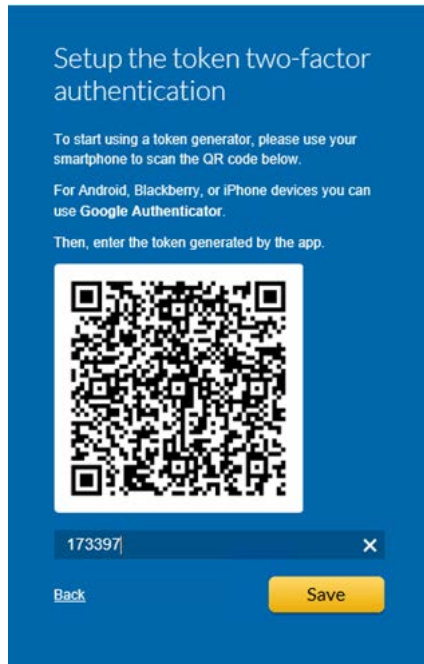 Setup the token two-factor
authentication
To start using a token generator, please use your
smartphone to scan the QR code below.
For Android, Blackberry, or iPhone devices you can
use Google Authenticator.
Then, enter the token generated by the app.
173397
Back
Save